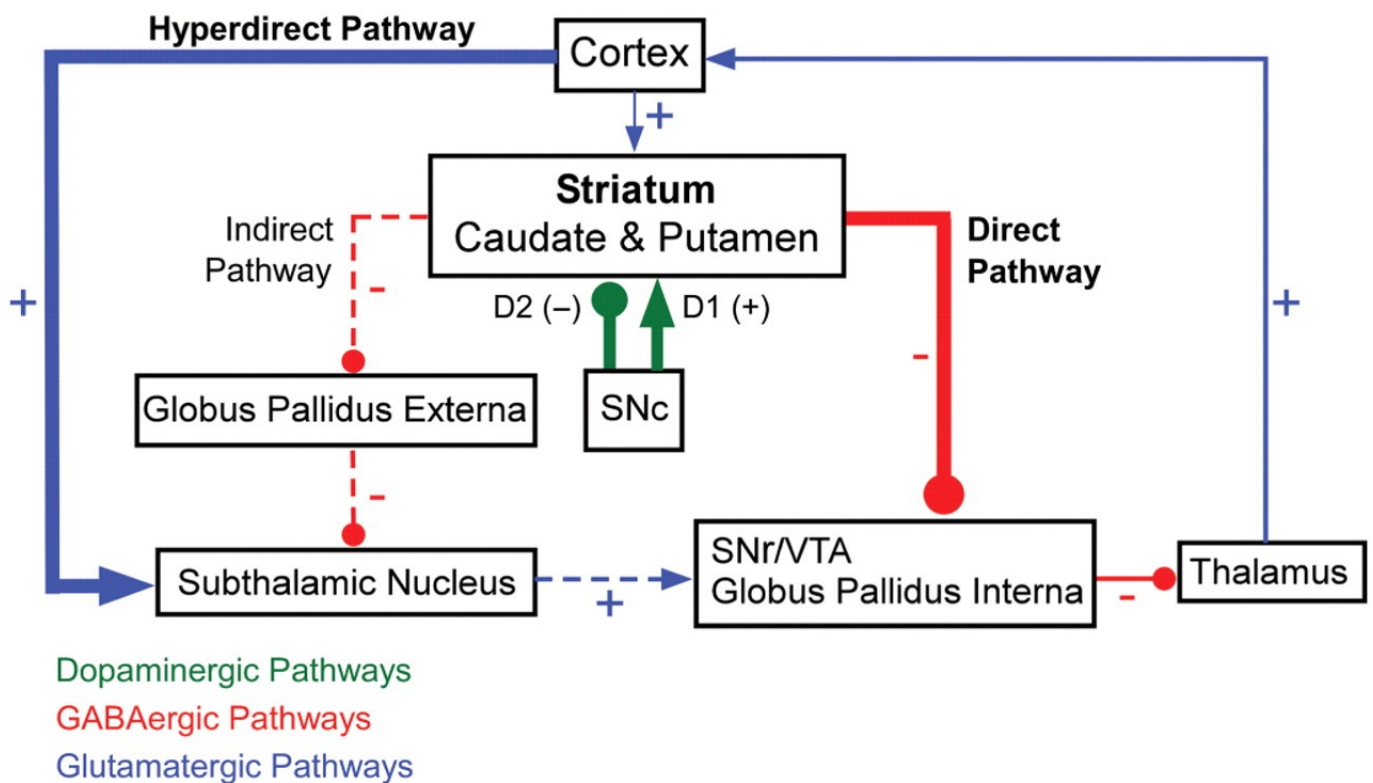 Hyperdirect Pathway
Cortex
+
Striatum
Caudate & Putamen
Indirect
Pathway
-
Direct
Pathway
-
+
+
D2 (–)
D1 (+)
Globus Pallidus Externa
SNc
-
Subthalamic Nucleus
+
SNr/VTA
Globus Pallidus Interna
-
Thalamus
Dopaminergic Pathways
GABAergic Pathways
Glutamatergic Pathways